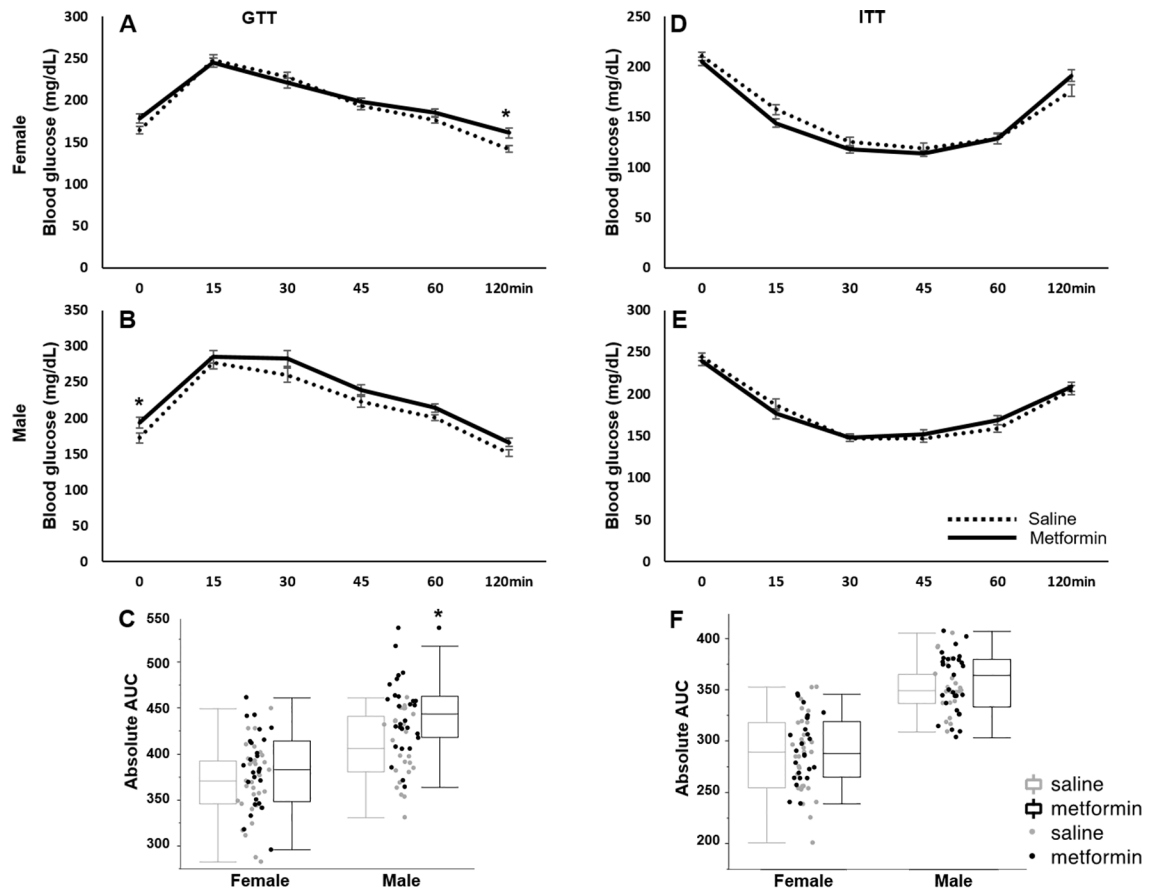 A
GTT
Female
Blood glucose (mg/dL)
300
250
200
150
100
50
0
*
0 15 30 45 60 120min
D
ITT
Blood glucose (mg/dL)
250
200
150
100
50
0
0 15 30 45 60 120min
B
Male
Blood glucose (mg/dL)
350
300
250
200
150
100
50
0
*
0 15 30 45 60 120min
E
Blood glucose (mg/dL)
300
250
200
150
100
50
0
Saline
Metformin
0 15 30 45 60 120min
C
Absolute AUC
550
500
450
400
350
300
*
Female Male
F
Absolute AUC
400
350
300
250
200
Female Male
saline
metformin
saline
metformin